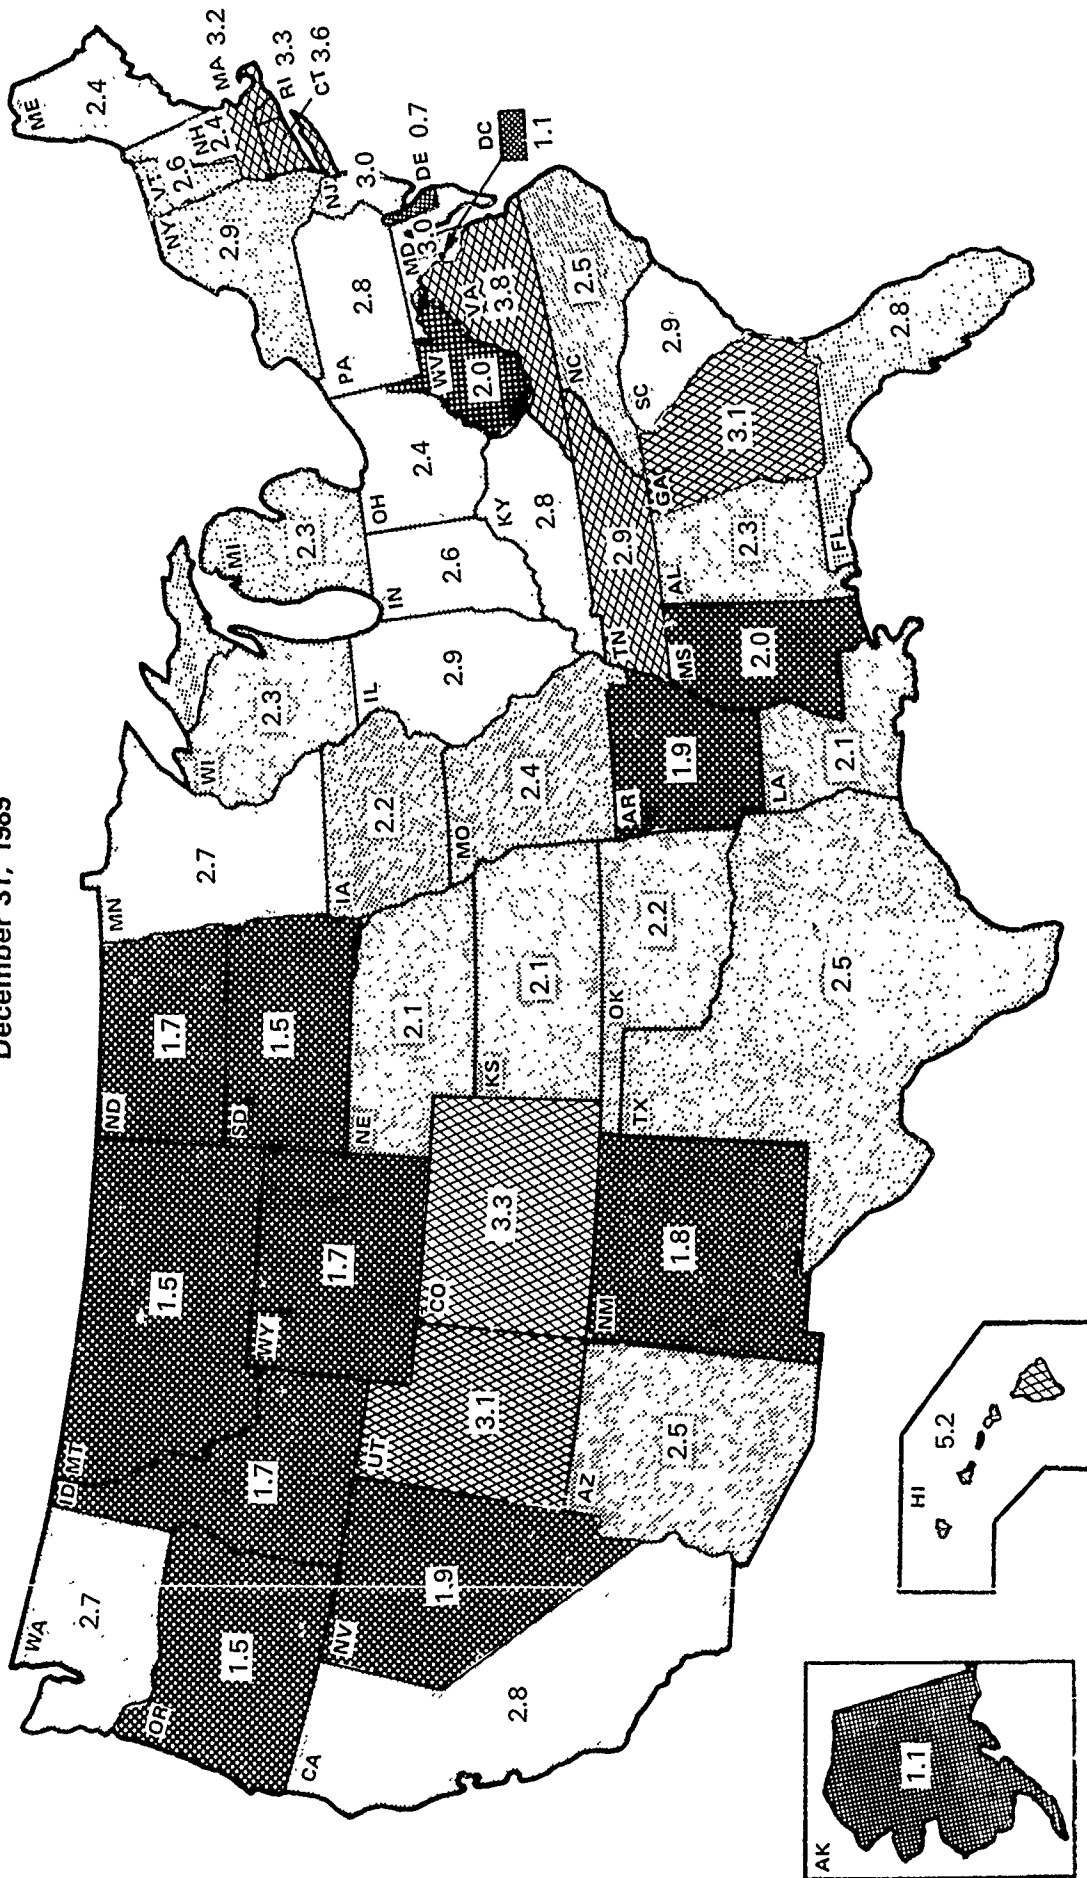 December 31, 1989
WA
2.7
OR
1.5
CA
2.8
NV
1.9
ID
1.7
MT
1.5
WY
1.7
UT
3.1
AZ
2.5
CO
3.3
NM
1.8
ND
1.7
SD
1.5
NE
2.1
KS
2.1
OK
2.2
TX
2.5
MN
2.7
IA
2.2
MO
2.4
AR
1.9
LA
2.1
WI
2.3
IL
2.9
MI
2.3
IN
2.6
OH
2.4
KY
2.8
TN
2.9
MS
2.0
AL
2.3
GA
3.1
FL
2.8
SC
2.9
NC
2.5
VA
3.8
WV
2.0
PA
2.8
NY
2.9
VT
2.6
NH
2.4
ME
2.4
MA 3.2
RI 3.3
CT 3.6
NJ
3.0
DE 0.7
MD
3.0
DC
1.1
AK
1.1
HI
5.2